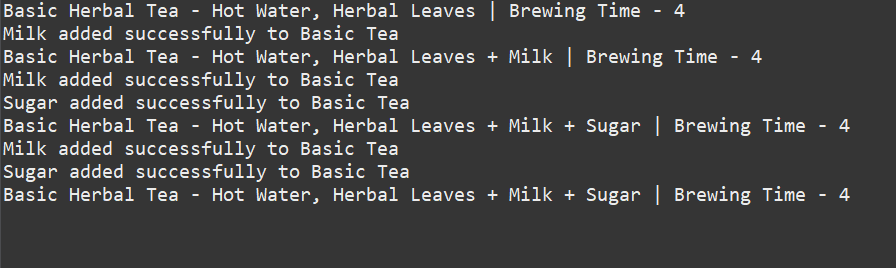 Basic Herbal Tea - Hot Water, Herbal Leaves | Brewing Time - 4
Milk added successfully to Basic Tea
Basic Herbal Tea - Hot Water, Herbal Leaves + Milk | Brewing Time - 4
Milk added successfully to Basic Tea
Sugar added successfully to Basic Tea
Basic Herbal Tea - Hot Water, Herbal Leaves + Milk + Sugar | Brewing Time - 4
Milk added successfully to Basic Tea
Sugar added successfully to Basic Tea
Basic Herbal Tea - Hot Water, Herbal Leaves + Milk + Sugar | Brewing Time - 4